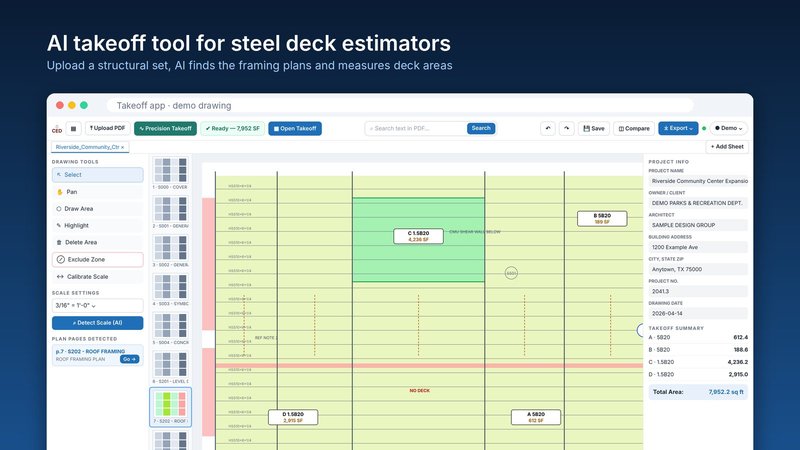 AI takeoff tool for steel deck estimators
Upload a structural set, AI finds the framing plans and measures deck areas
Takeoff app · demo drawing
CED
Upload PDF
Precision Takeoff
✓ Ready — 7,952 SF
Open Takeoff
Search text in PDF...
Search
Save
Compare
Export
Demo
Riverside_Community_Ctr ×
+ Add Sheet
DRAWING TOOLS
Select
Pan
Draw Area
Highlight
Delete Area
Exclude Zone
Calibrate Scale
SCALE SETTINGS
3/16" = 1'-0"
Detect Scale (AI)
PLAN PAGES DETECTED
p.7 · S202 - ROOF FRAMING
ROOF FRAMING PLAN
Go →
1 · S000 - COVER
2 · S001 - GENERA
3 · S002 - GENER
4 · S003 - SYMBO
5 · S004 - CONCR
6 · S201 - LEVEL
7 · S202 - ROOF
C 1.5B20
4,236 SF
CMU SHEAR WALL BELOW
B 5B20
189 SF
REF NOTE
NO DECK
D 1.5B20
2,915 SF
A 5B20
612 SF
PROJECT INFO
PROJECT NAME
Riverside Community Center Expansio
OWNER / CLIENT
DEMO PARKS & RECREATION DEPT.
ARCHITECT
SAMPLE DESIGN GROUP
BUILDING ADDRESS
1200 Example Ave
CITY, STATE ZIP
Anytown, TX 75000
PROJECT NO.
2041.3
DRAWING DATE
2026-04-14
TAKEOFF SUMMARY
A · 5B20 612.4
B · 5B20 188.6
C · 1.5B20 4,236.2
D · 1.5B20 2,915.0
Total Area: 7,952.2 sq ft